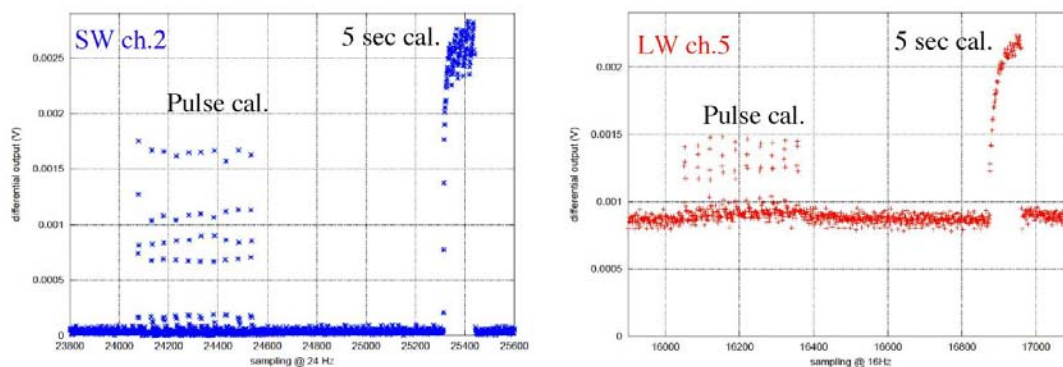 SW ch.2
5 sec cal.
Pulse cal.
differential output (V)
0.0025
0.002
0.0015
0.001
0.0005
0
23800 24000 24200 24400 24600 24800 25000 25200 25400 25600
sampling @ 24 Hz
LW ch.5
5 sec cal.
Pulse cal.
differential output (V)
0.002
0.0015
0.001
0.0005
0
16000 16200 16400 16600 16800 17000
sampling @ 16Hz